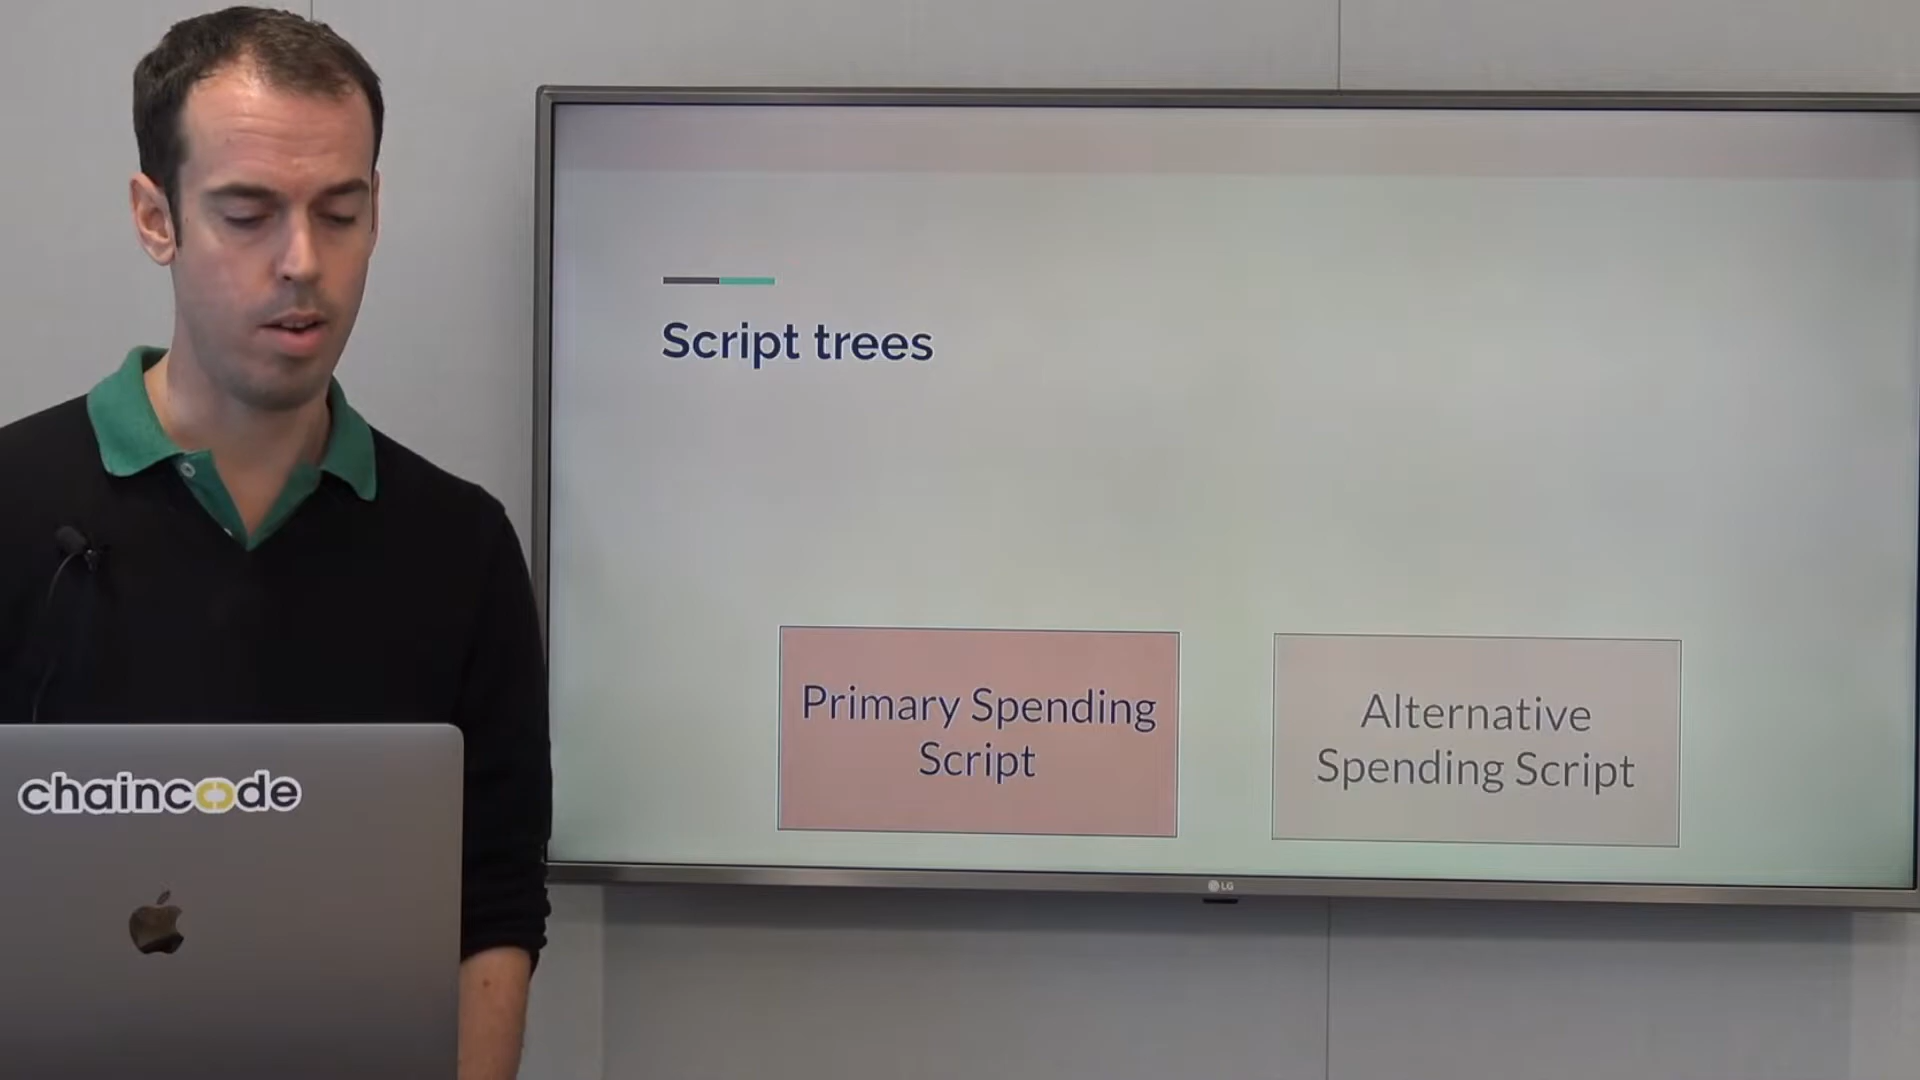 Script trees
Primary Spending
Script
Alternative
Spending Script
chaincode
LG